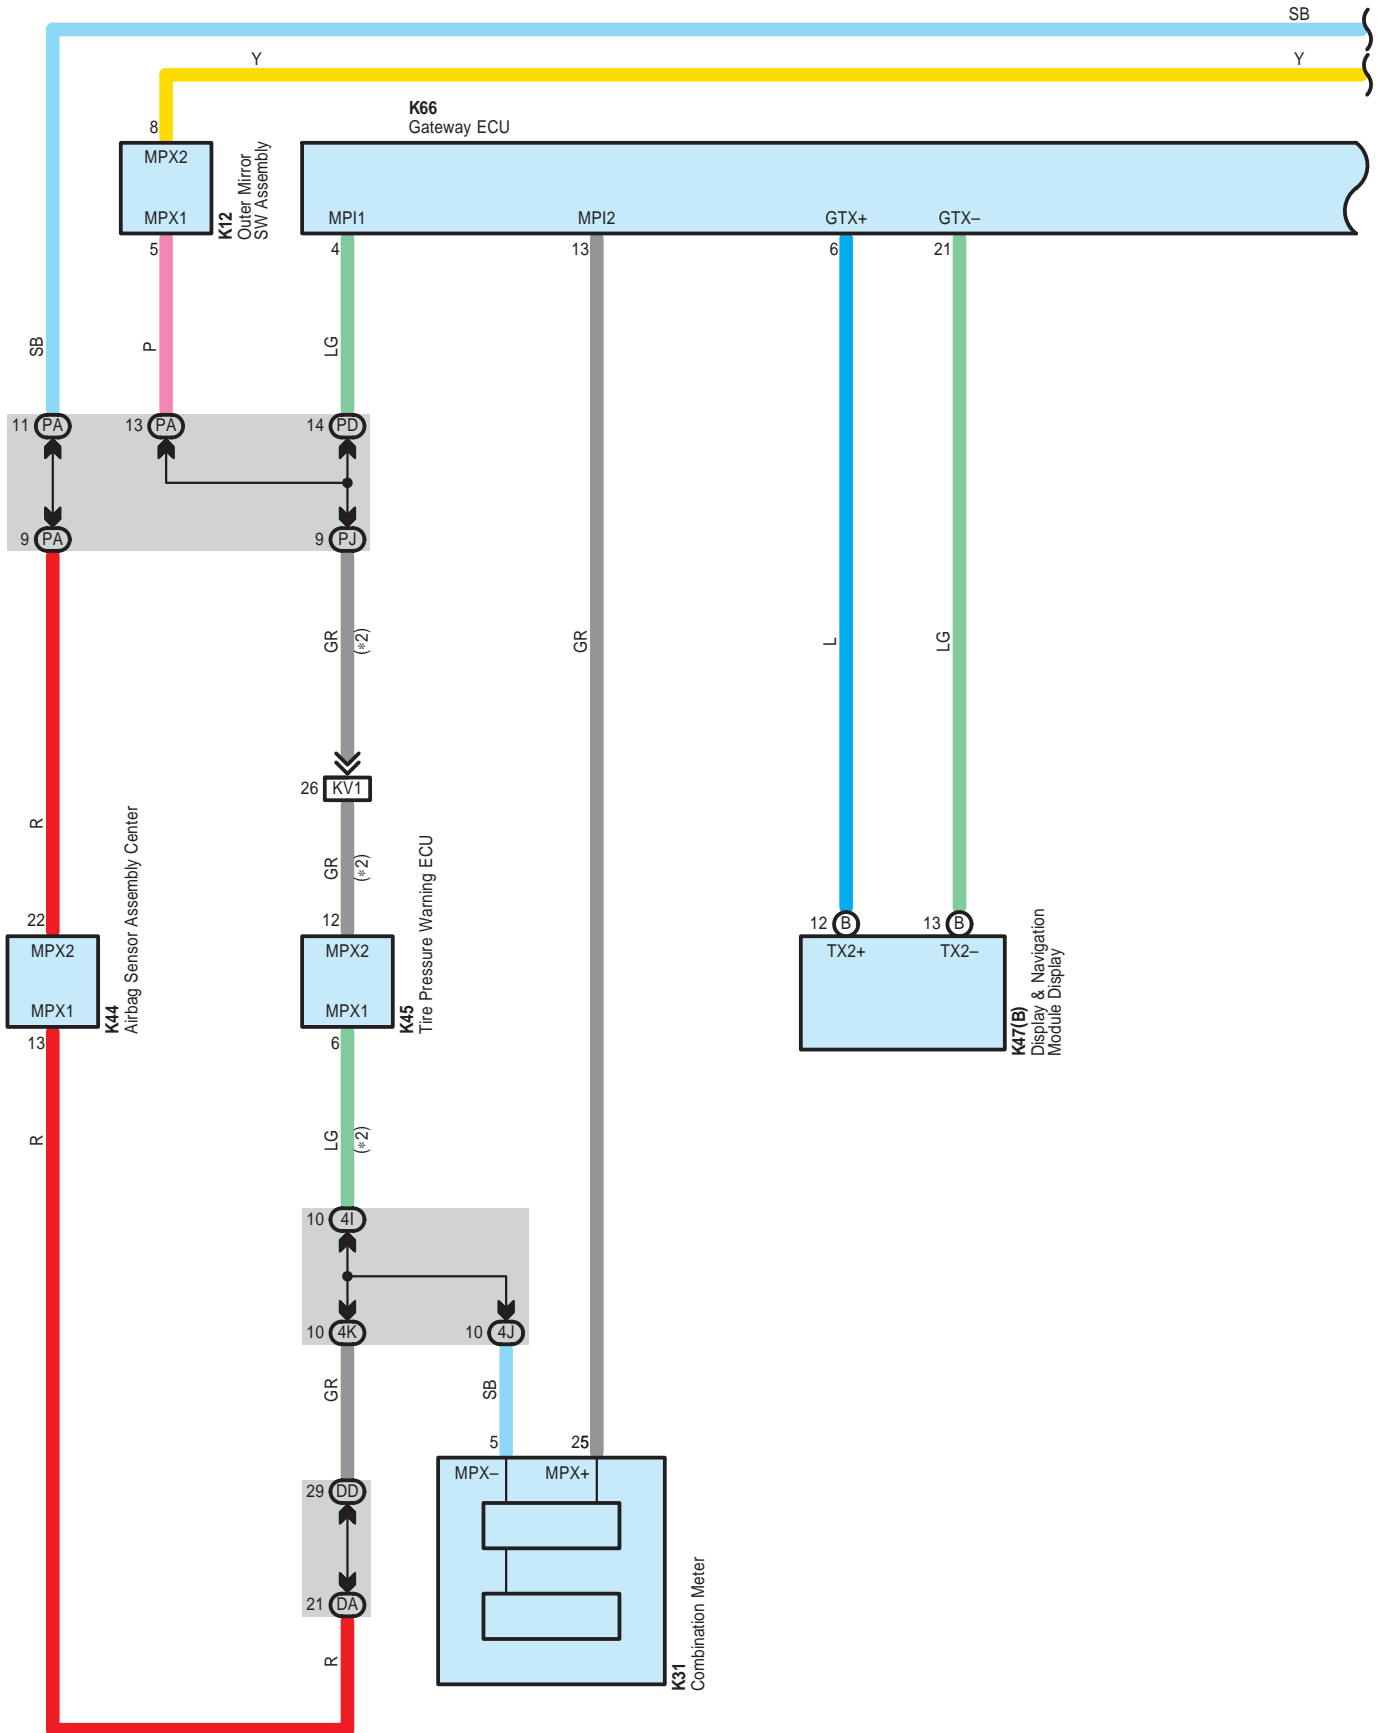 SB
Y
Y
K66
Gateway ECU
8
MPX2
MPX1
K12
Outer Mirror
SW Assembly
MPI1
MPI2
GTX+
GTX–
5
4
13
6
21
SB
P
LG
11 PA
13 PA
14 PD
9 PA
9 PJ
GR
(*2)
GR
L
LG
26 KV1
R
GR
(*2)
22
12
12 B
13 B
MPX2
MPX1
K44
Airbag Sensor Assembly Center
MPX2
MPX1
K45
Tire Pressure Warning ECU
TX2+
TX2–
K47(B)
Display & Navigation
Module Display
13
6
R
LG
(*2)
10 4I
10 4K
10 4J
GR
SB
5
25
MPX–
MPX+
29 DD
21 DA
K31
Combination Meter
R